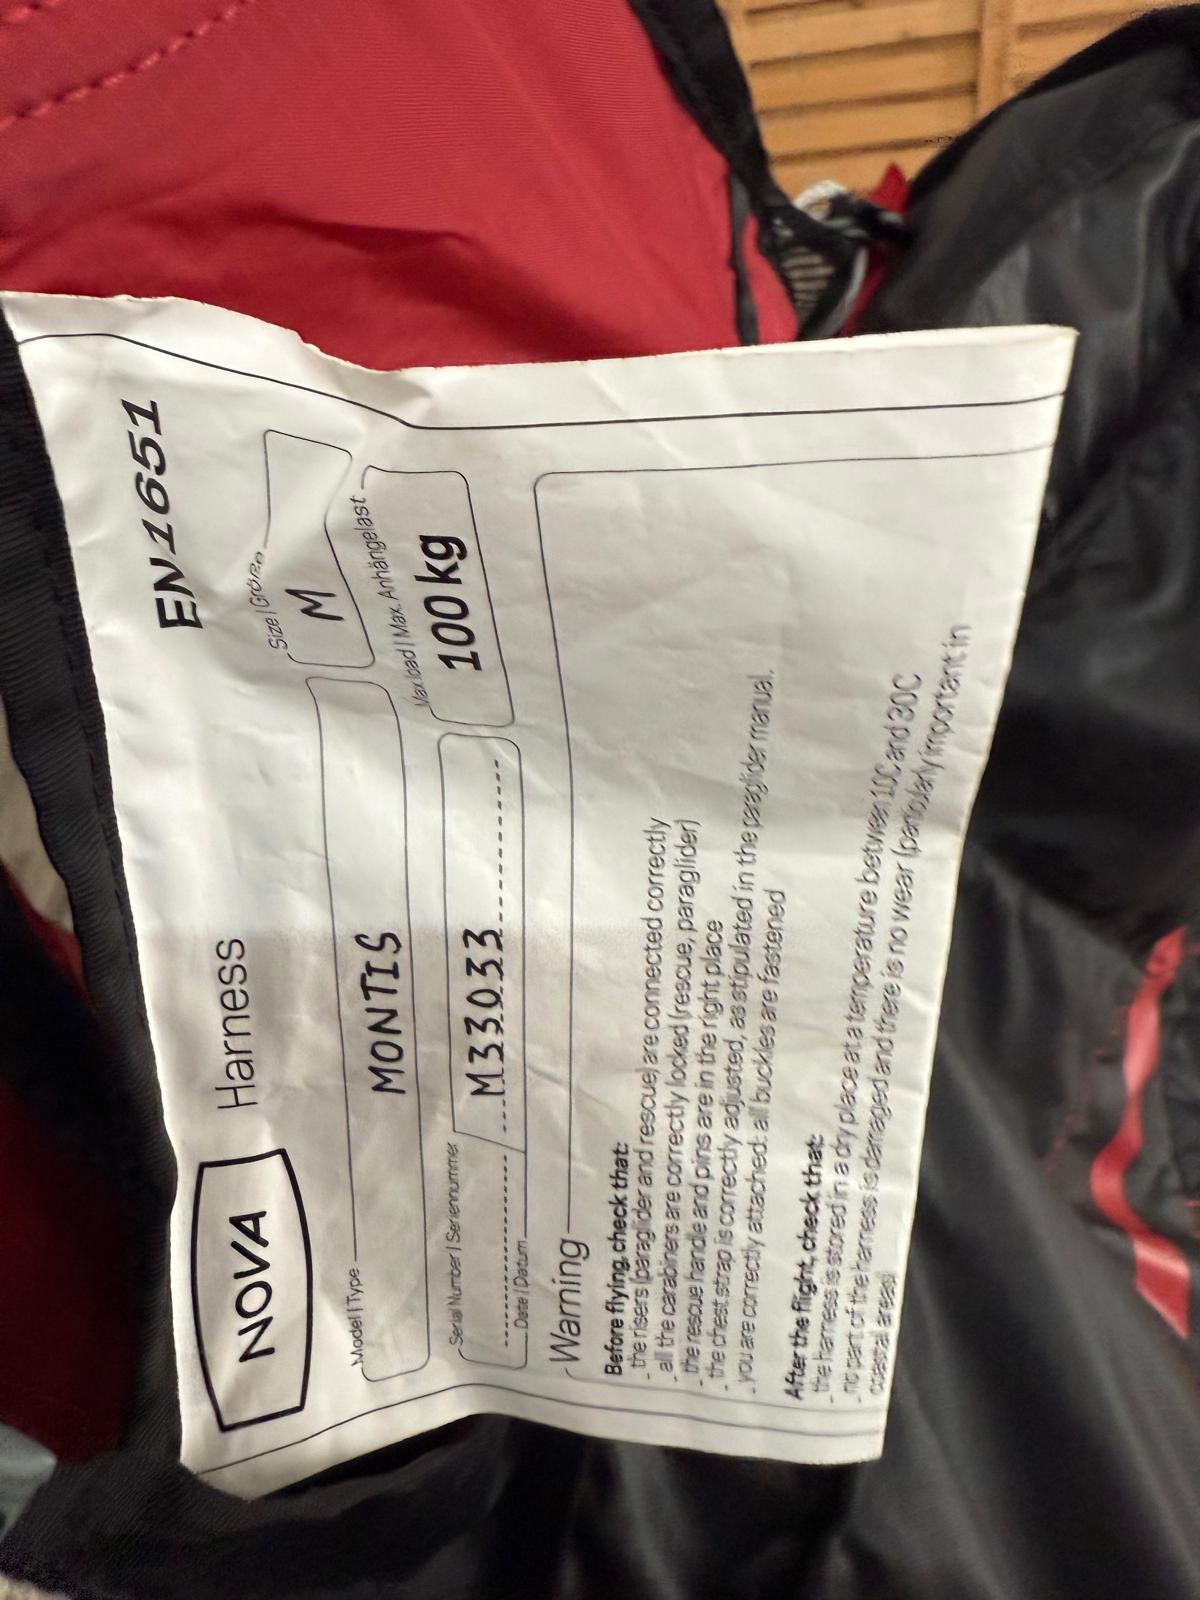 NOVA Harness
EN1651
Model | Type
MONTIS
Size | Größe
M
Serial Number | Seriennummer
M33033
Date | Datum
Max.load | Max. Anhängelast
100 kg
Warning
Before flying, check that:
- the risers (paraglider and rescue) are connected correctly
- all the carabiners are correctly locked (rescue, paraglider)
- the rescue handle and pins are in the right place
- the chest strap is correctly adjusted, as stipulated in the paraglider manual.
- you are correctly attached: all buckles are fastened
After the flight, check that:
- the harness is stored in a dry place at a temperature between 10C and 30C
- no part of the harness is damaged and there is no wear (particularly important in
coastal areas)